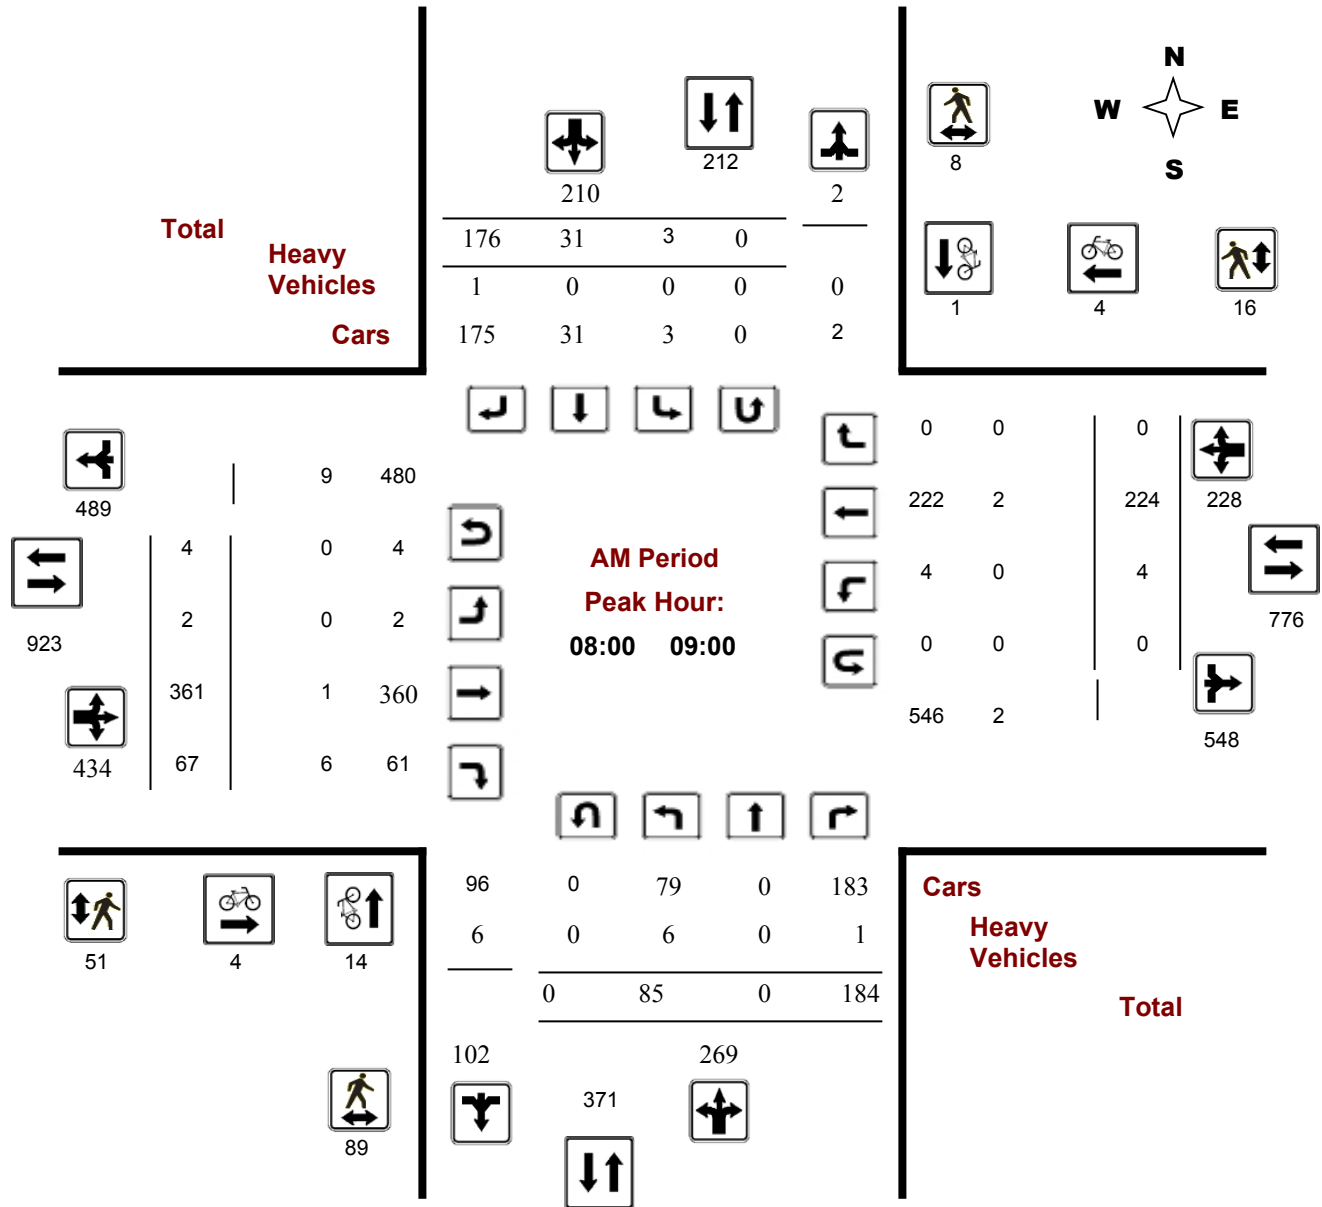 N
W E
S
212
8
210 2
Total
176 31 3 0
Heavy
Vehicles
1 0 0 0 0
1 4 16
Cars
175 31 3 0 2
0 0 0
9 480
489
222 2 224 228
4 0 4
AM Period
4 0 4
Peak Hour:
2 0 2
776
923
08:00 09:00
0 0 0
361 1 360
546 2
548
434 67 6 61
96 0 79 0 183
Cars
6 0 6 0 1
Heavy
Vehicles
51 4 14
0 85 0 184
Total
102 269
371
89